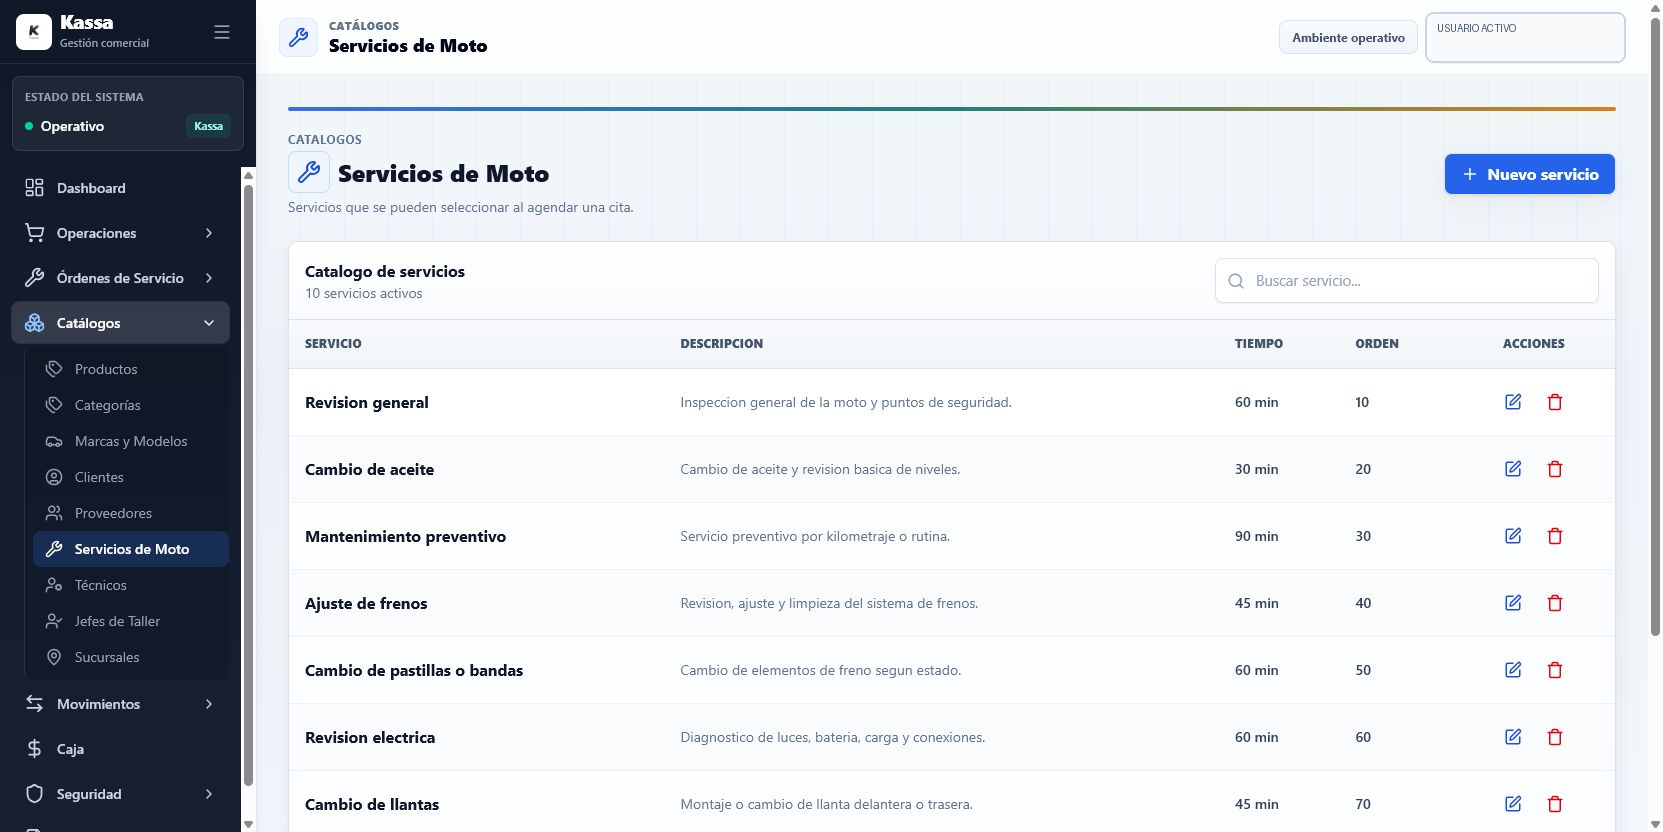 Kassa
Gestión comercial
ESTADO DEL SISTEMA
Operativo
Kassa
Dashboard
Operaciones
Órdenes de Servicio
Catálogos
Productos
Categorías
Marcas y Modelos
Clientes
Proveedores
Servicios de Moto
Técnicos
Jefes de Taller
Sucursales
Movimientos
Caja
Seguridad
CATÁLOGOS
Servicios de Moto
Ambiente operativo
USUARIO ACTIVO
CATALOGOS
Servicios de Moto
Servicios que se pueden seleccionar al agendar una cita.
+ Nuevo servicio
Catalogo de servicios
10 servicios activos
Buscar servicio...
SERVICIO DESCRIPCION TIEMPO ORDEN ACCIONES
Revision general Inspeccion general de la moto y puntos de seguridad. 60 min 10
Cambio de aceite Cambio de aceite y revision basica de niveles. 30 min 20
Mantenimiento preventivo Servicio preventivo por kilometraje o rutina. 90 min 30
Ajuste de frenos Revision, ajuste y limpieza del sistema de frenos. 45 min 40
Cambio de pastillas o bandas Cambio de elementos de freno segun estado. 60 min 50
Revision electrica Diagnostico de luces, bateria, carga y conexiones. 60 min 60
Cambio de llantas Montaje o cambio de llanta delantera o trasera. 45 min 70